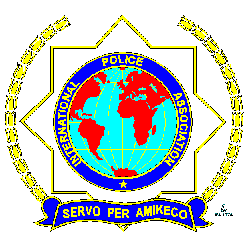 INTERNATIONAL POLICE ASSOCIATION
SERVO PER AMIKECO